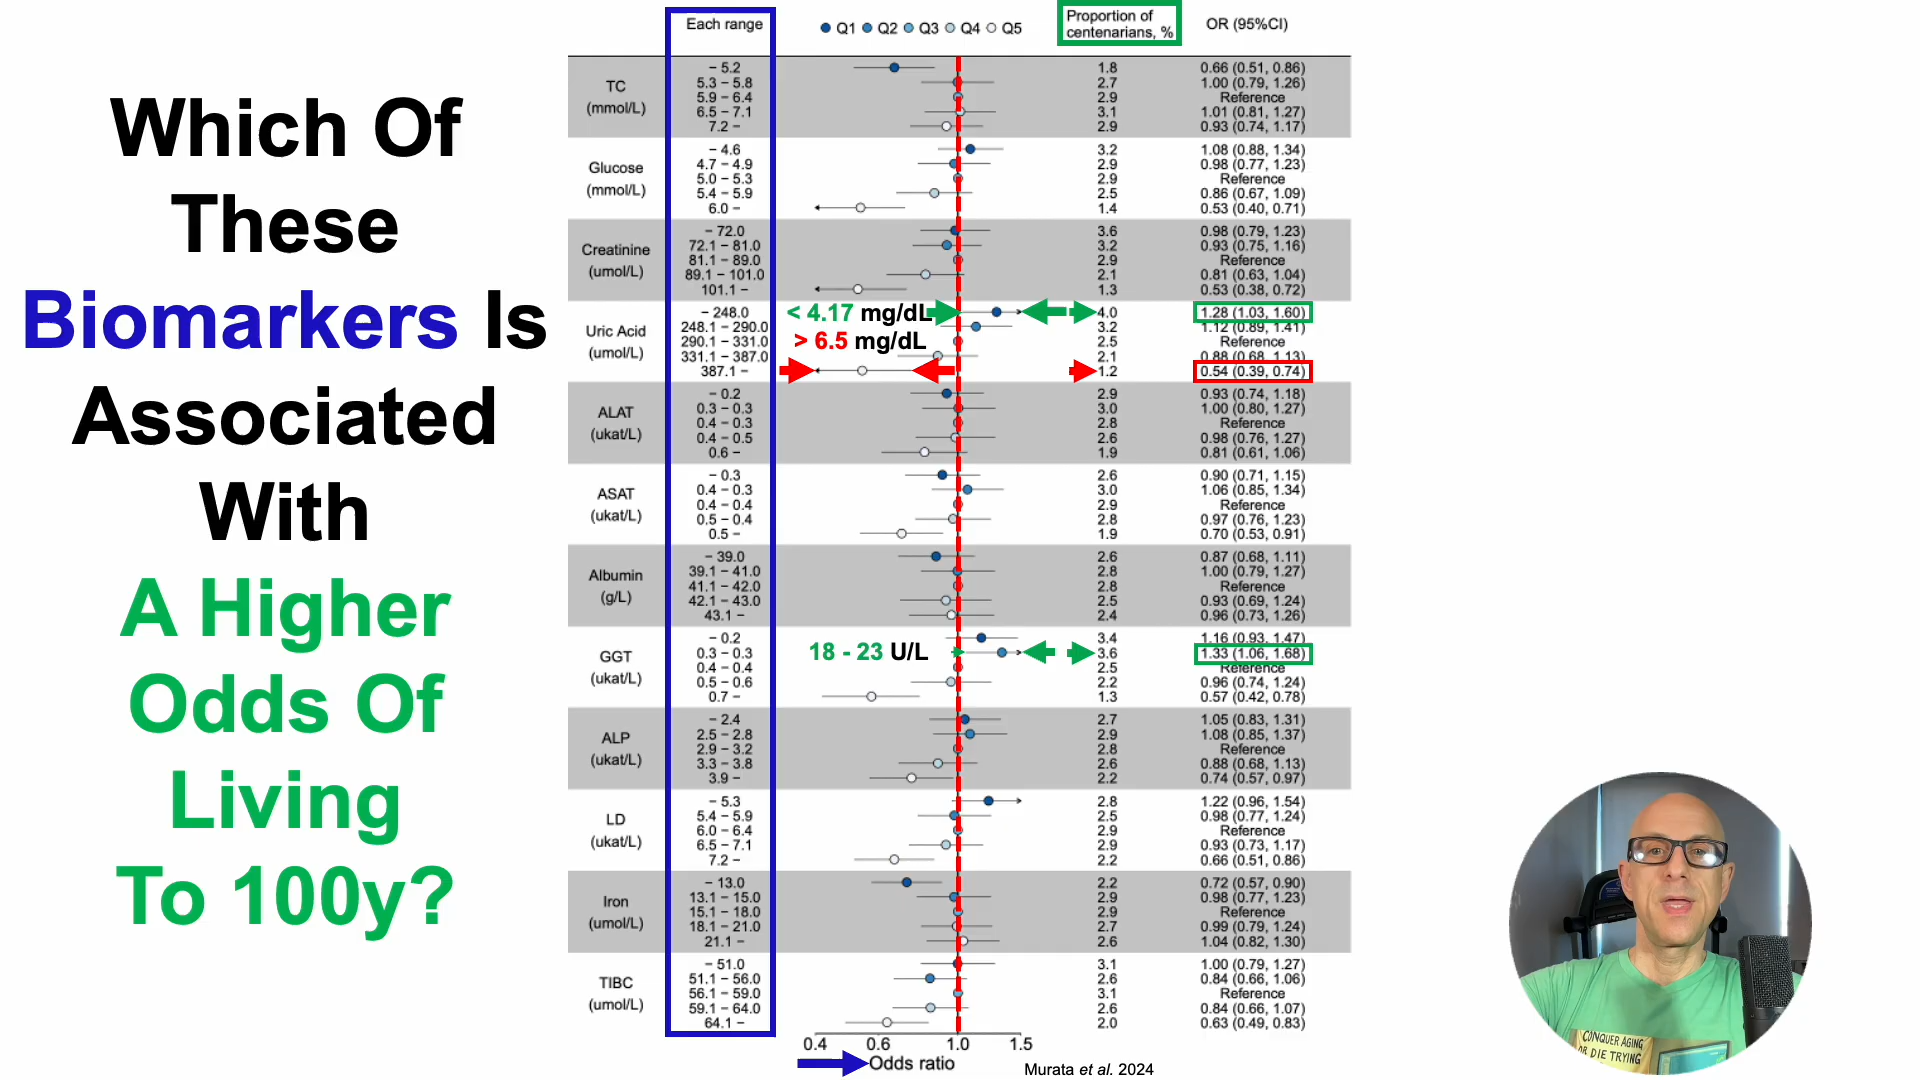 Which Of
These
Biomarkers Is
Associated
With
A Higher
Odds Of
Living
To 100y?
Each range
Q1 Q2 Q3 Q4 Q5
Proportion of
centenarians, %
OR (95%CI)
TC
(mmol/L)
– 5.2 1.8 0.66 (0.51, 0.86)
5.3 – 5.8 2.7 1.00 (0.79, 1.26)
5.9 – 6.4 2.9 Reference
6.5 – 7.1 3.1 1.01 (0.81, 1.27)
7.2 – 2.9 0.93 (0.74, 1.17)
Glucose
(mmol/L)
– 4.6 3.2 1.08 (0.88, 1.34)
4.7 – 4.9 2.9 0.98 (0.77, 1.23)
5.0 – 5.3 2.9 Reference
5.4 – 5.9 2.5 0.86 (0.67, 1.09)
6.0 – 1.4 0.53 (0.40, 0.71)
Creatinine
(umol/L)
– 72.0 3.6 0.98 (0.79, 1.23)
72.1 – 81.0 3.2 0.93 (0.75, 1.16)
81.1 – 89.0 2.9 Reference
89.1 – 101.0 2.1 0.81 (0.63, 1.04)
101.1 – 1.3 0.53 (0.38, 0.72)
Uric Acid
(umol/L)
– 248.0 < 4.17 mg/dL 4.0 1.28 (1.03, 1.60)
248.1 – 290.0 3.2 1.12 (0.89, 1.41)
290.1 – 331.0 > 6.5 mg/dL 2.5 Reference
331.1 – 387.0 2.1 0.88 (0.68, 1.13)
387.1 – 1.2 0.54 (0.39, 0.74)
ALAT
(ukat/L)
– 0.2 2.9 0.93 (0.74, 1.18)
0.3 – 0.3 3.0 1.00 (0.80, 1.27)
0.4 – 0.3 2.8 Reference
0.4 – 0.5 2.6 0.98 (0.76, 1.27)
0.6 – 1.9 0.81 (0.61, 1.06)
ASAT
(ukat/L)
– 0.3 2.6 0.90 (0.71, 1.15)
0.4 – 0.3 3.0 1.06 (0.85, 1.34)
0.4 – 0.4 2.9 Reference
0.5 – 0.4 2.8 0.97 (0.76, 1.23)
0.5 – 1.9 0.70 (0.53, 0.91)
Albumin
(g/L)
– 39.0 2.6 0.87 (0.68, 1.11)
39.1 – 41.0 2.8 1.00 (0.79, 1.27)
41.1 – 42.0 2.8 Reference
42.1 – 43.0 2.5 0.93 (0.69, 1.24)
43.1 – 2.4 0.96 (0.73, 1.26)
GGT
(ukat/L)
– 0.2 3.4 1.16 (0.93, 1.47)
0.3 – 0.3 18 - 23 U/L 3.6 1.33 (1.06, 1.68)
0.4 – 0.4 2.5 Reference
0.5 – 0.6 2.2 0.96 (0.74, 1.24)
0.7 – 1.3 0.57 (0.42, 0.78)
ALP
(ukat/L)
– 2.4 2.7 1.05 (0.83, 1.31)
2.5 – 2.8 2.9 1.08 (0.85, 1.37)
2.9 – 3.2 2.8 Reference
3.3 – 3.8 2.6 0.88 (0.68, 1.13)
3.9 – 2.2 0.74 (0.57, 0.97)
LD
(ukat/L)
– 5.3 2.8 1.22 (0.96, 1.54)
5.4 – 5.9 2.5 0.98 (0.77, 1.24)
6.0 – 6.4 2.9 Reference
6.5 – 7.1 2.9 0.93 (0.73, 1.17)
7.2 – 2.2 0.66 (0.51, 0.86)
Iron
(umol/L)
– 13.0 2.2 0.72 (0.57, 0.90)
13.1 – 15.0 2.9 0.98 (0.77, 1.23)
15.1 – 18.0 2.9 Reference
18.1 – 21.0 2.7 0.99 (0.79, 1.24)
21.1 – 2.6 1.04 (0.82, 1.30)
TIBC
(umol/L)
– 51.0 3.1 1.00 (0.79, 1.27)
51.1 – 56.0 2.6 0.84 (0.66, 1.06)
56.1 – 59.0 3.1 Reference
59.1 – 64.0 2.6 0.84 (0.66, 1.07)
64.1 – 2.0 0.63 (0.49, 0.83)
0.4 0.6 1.0 1.5
Odds ratio
Murata et al. 2024
CONQUER AGING
OR DIE TRYING